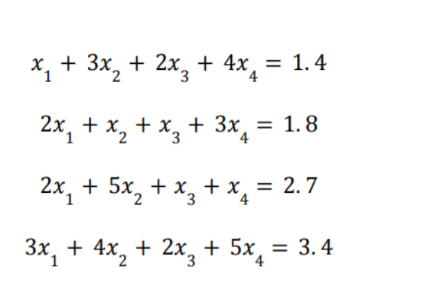 x₁ + 3x₂ + 2x₃ + 4x₄ = 1.4
2x₁ + x₂ + x₃ + 3x₄ = 1.8
2x₁ + 5x₂ + x₃ + x₄ = 2.7
3x₁ + 4x₂ + 2x₃ + 5x₄ = 3.4